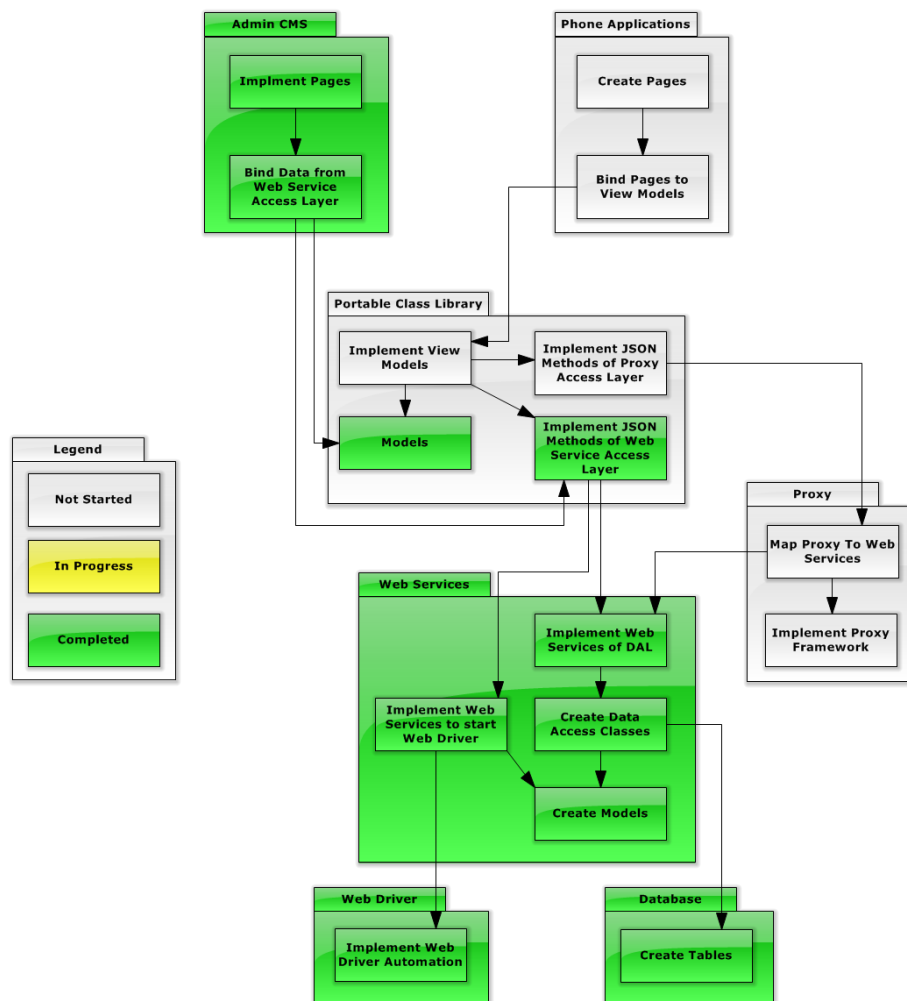 Admin CMS
Implment Pages
Bind Data from
Web Service
Access Layer
Phone Applications
Create Pages
Bind Pages to
View Models
Portable Class Library
Implement View
Models
Implement JSON
Methods of Proxy
Access Layer
Models
Implement JSON
Methods of Web
Service Access
Layer
Legend
Not Started
In Progress
Completed
Proxy
Map Proxy To Web
Services
Implement Proxy
Framework
Web Services
Implement Web
Services of DAL
Implement Web
Services to start
Web Driver
Create Data
Access Classes
Create Models
Web Driver
Implement Web
Driver Automation
Database
Create Tables